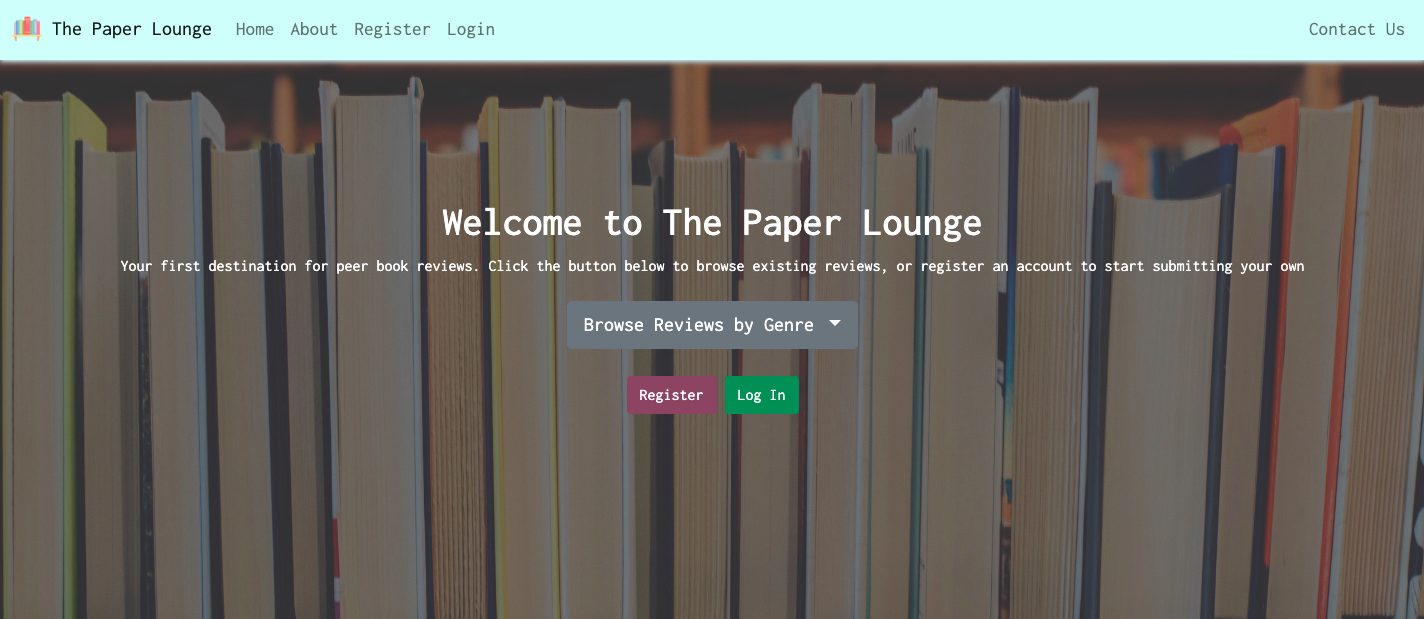 The Paper Lounge Home About Register Login Contact Us
Welcome to The Paper Lounge
Your first destination for peer book reviews. Click the button below to browse existing reviews, or register an account to start submitting your own
Browse Reviews by Genre
Register Log In